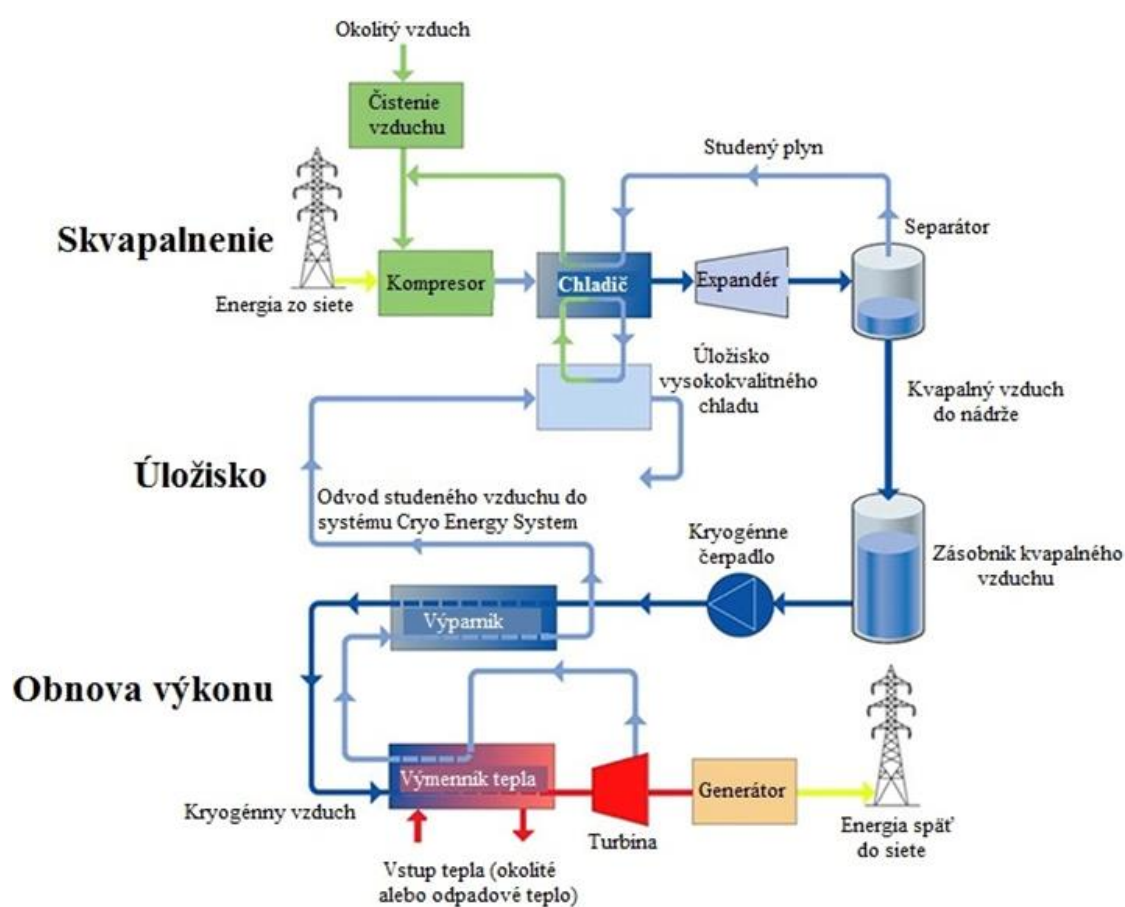 Okolitý vzduch
Čistenie
vzduchu
Studený plyn
Skvapalnenie
Separátor
Kompresor
Chladič
Expandér
Energia zo siete
Úložisko
vysokokvalitného
chladu
Kvapalný vzduch
do nádrže
Úložisko
Odvod studeného vzduchu do
systému Cryo Energy System
Kryogénne
čerpadlo
Zásobník kvapalného
vzduchu
Výparník
Obnova výkonu
Výmenník tepla
Generátor
Kryogénny vzduch
Turbína
Energia späť
do siete
Vstup tepla (okolité
alebo odpadové teplo)